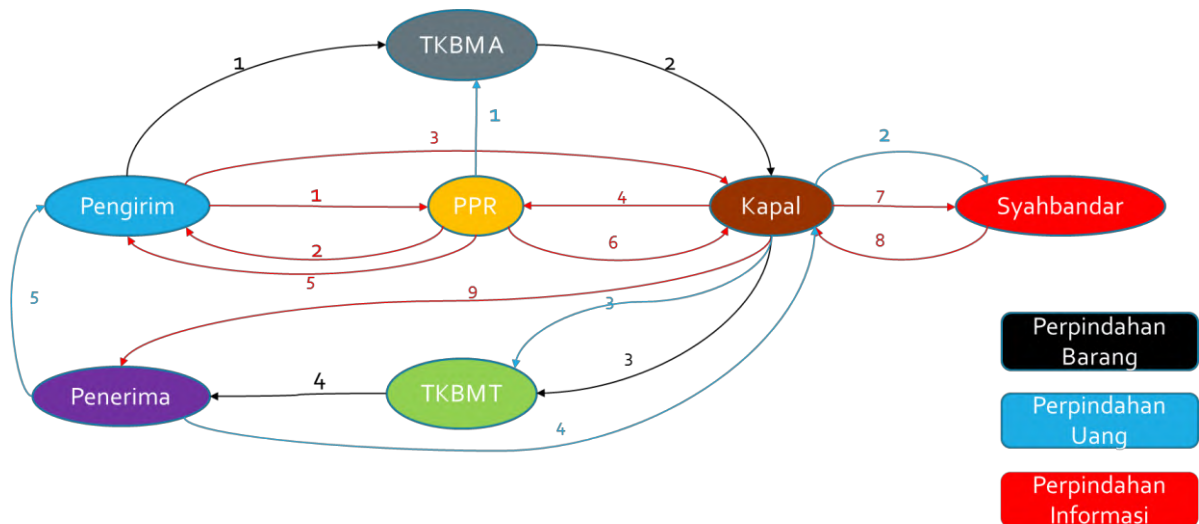 TKBMA
1
2
1
2
3
Pengirim
1
PPR
4
Kapal
7
Syahbandar
2
6
8
5
9
5
3
3
Perpindahan
Barang
Penerima
4
TKBMT
4
Perpindahan
Uang
Perpindahan
Informasi